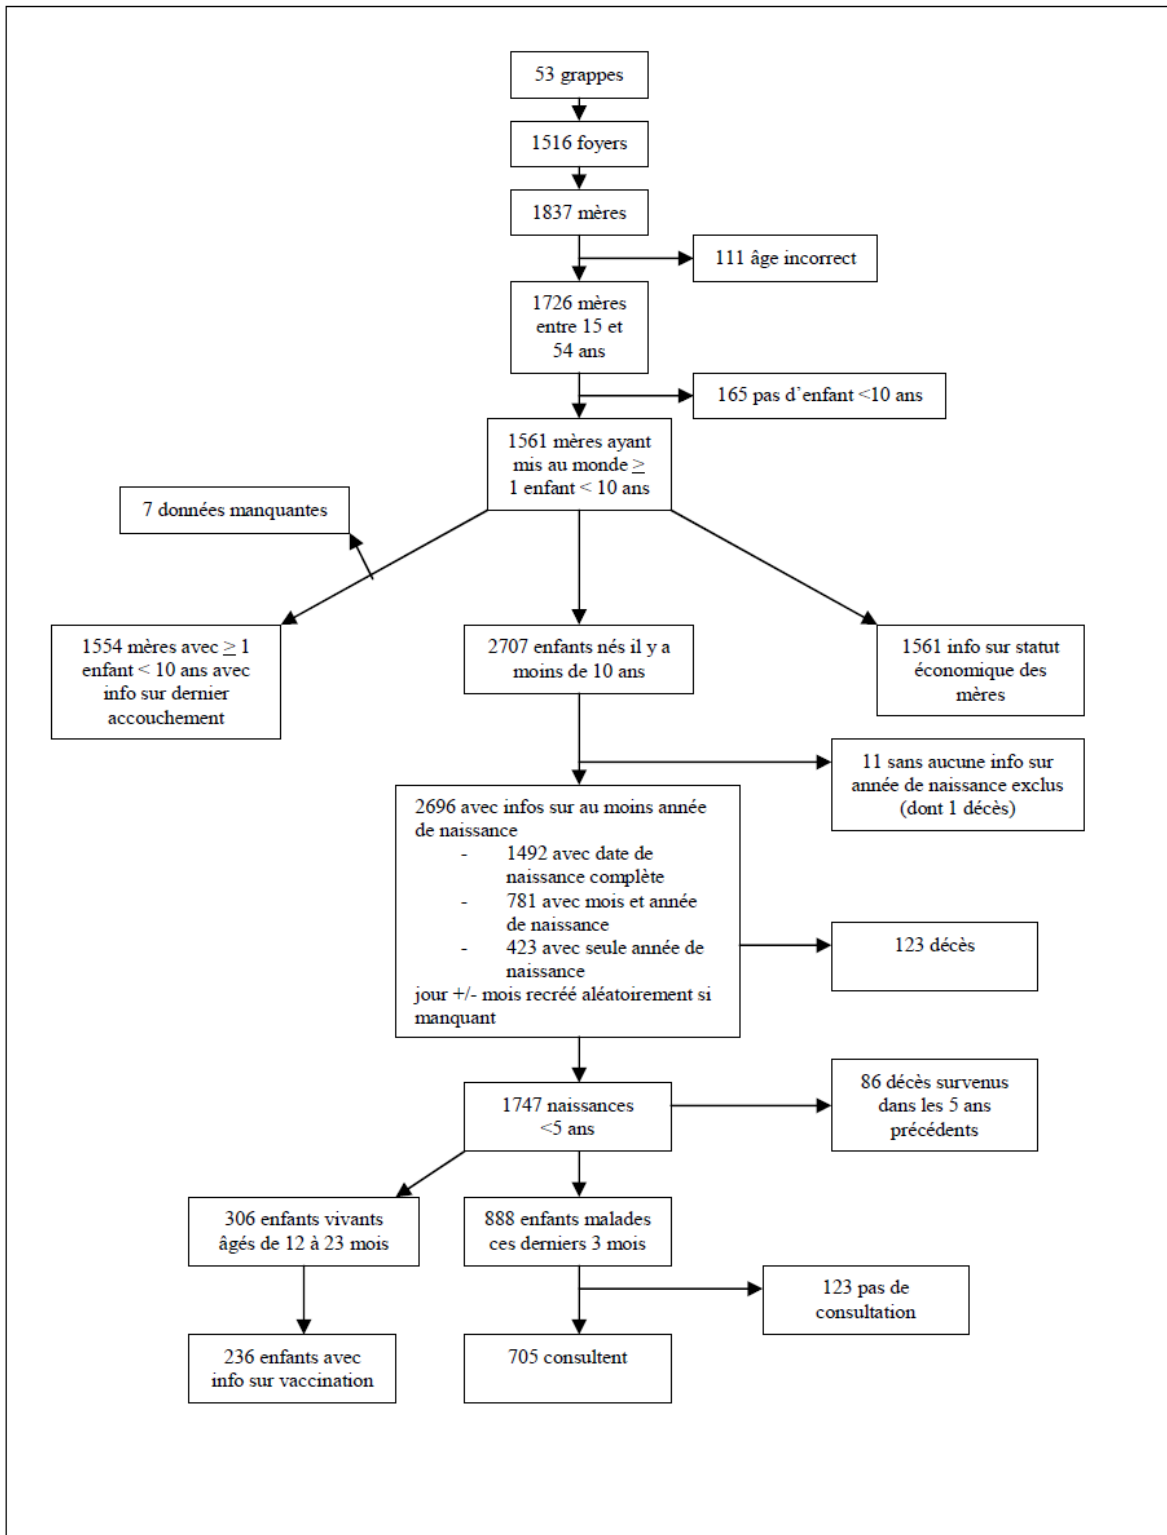 53 grappes
1516 foyers
1837 mères
111 âge incorrect
1726 mères
entre 15 et
54 ans
165 pas d’enfant <10 ans
1561 mères ayant
mis au monde ≥
1 enfant < 10 ans
7 données manquantes
1554 mères avec ≥ 1
enfant < 10 ans avec
info sur dernier
accouchement
2707 enfants nés il y a
moins de 10 ans
1561 info sur statut
économique des
mères
11 sans aucune info sur
année de naissance exclus
(dont 1 décès)
2696 avec infos sur au moins année
de naissance
- 1492 avec date de
naissance complète
- 781 avec mois et année
de naissance
- 423 avec seule année de
naissance
jour +/- mois recréé aléatoirement si
manquant
123 décès
1747 naissances
<5 ans
86 décès survenus
dans les 5 ans
précédents
306 enfants vivants
âgés de 12 à 23 mois
888 enfants malades
ces derniers 3 mois
123 pas de
consultation
236 enfants avec
info sur vaccination
705 consultent